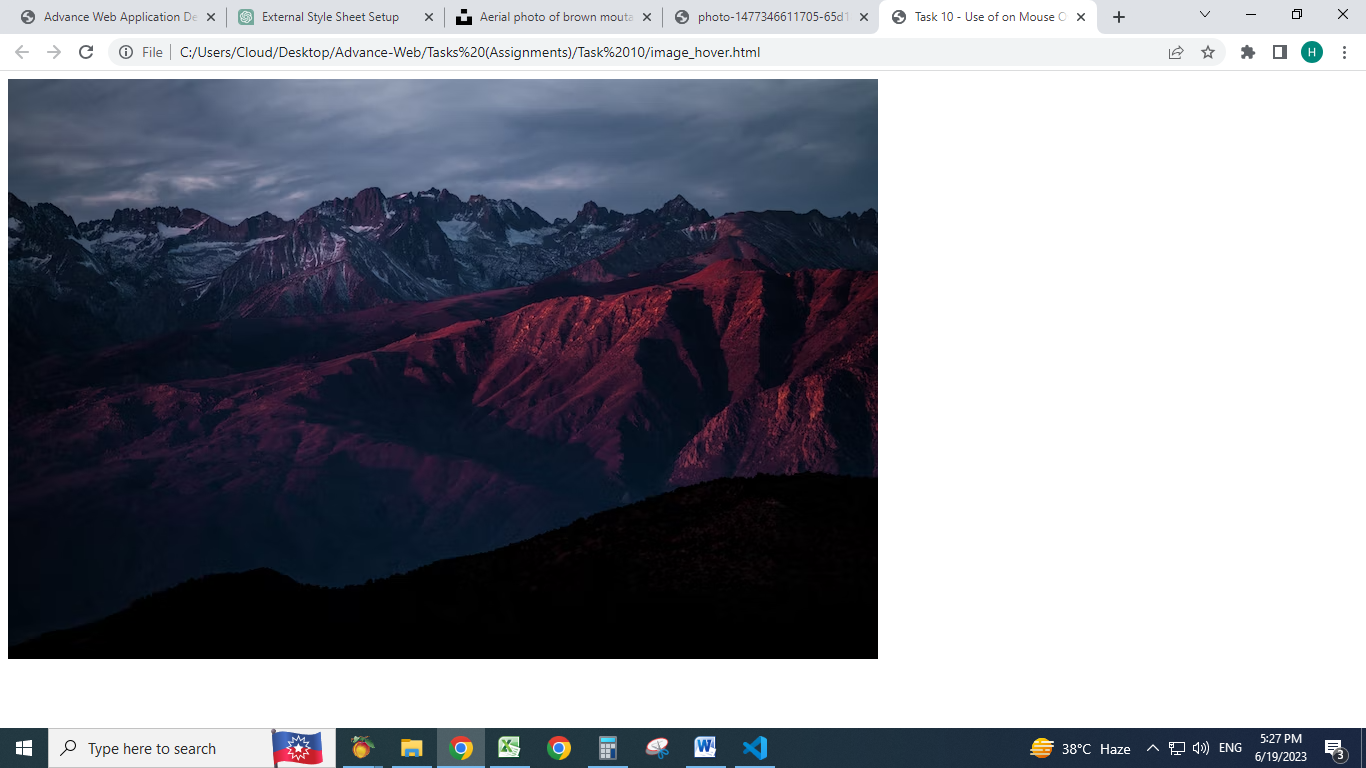 Advance Web Application De
External Style Sheet Setup
Aerial photo of brown mouta
photo-1477346611705-65d1
Task 10 - Use of on Mouse O
File
C:/Users/Cloud/Desktop/Advance-Web/Tasks%20(Assignments)/Task%2010/image_hover.html
H
Type here to search
38°C Haze
ENG
5:27 PM
6/19/2023
3